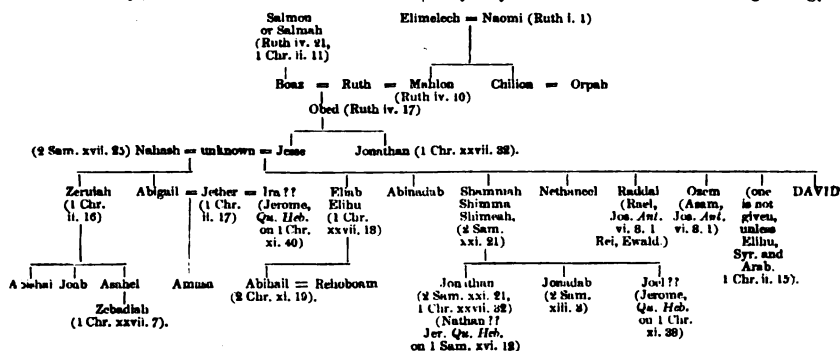 Salmon
or Salmah
(Ruth iv. 21,
1 Chr. ii. 11)
Elimelech = Naomi (Ruth i. 1)
Boaz = Ruth = Mahlon
(Ruth iv. 10)
Chilion = Orpah
Obed (Ruth iv. 17)
(2 Sam. xvii. 25) Nahash = unknown = Jesse
Jonathan (1 Chr. xxvii. 32).
Zeruiah
(1 Chr.
ii. 16)
Abigail = Jether = Ira??
(1 Chr.
ii. 17)
(Jerome,
Qu. Heb.
on 1 Chr.
xi. 40)
Eliab
Elihu
(1 Chr.
xxvii. 18)
Abinadab
Shammah
Shimma
Shimeah,
(2 Sam.
xxi. 21)
Nethaneel
Raddai
(Rael,
Jos. Ant.
vi. 8. 1
Rei, Ewald.)
Ozem
(Asam,
Jos. Ant.
vi. 8. 1)
(one
is not
given,
unless
Elihu,
Syr. and
Arab.
1 Chr. ii. 15).
DAVID
Abishai Joab Asahel
Amasa
Abihail = Rehoboam
(2 Chr. xi. 19).
Zebadiah
(1 Chr. xxvii. 7).
Jonathan
(2 Sam. xxi. 21,
1 Chr. xxvii. 32)
(Nathan??
Jer. Qu. Heb.
on 1 Sam. xvi. 12)
Jonadab
(2 Sam.
xiii. 3)
Joel??
(Jerome,
Qu. Heb.
on 1 Chr.
xi. 38)